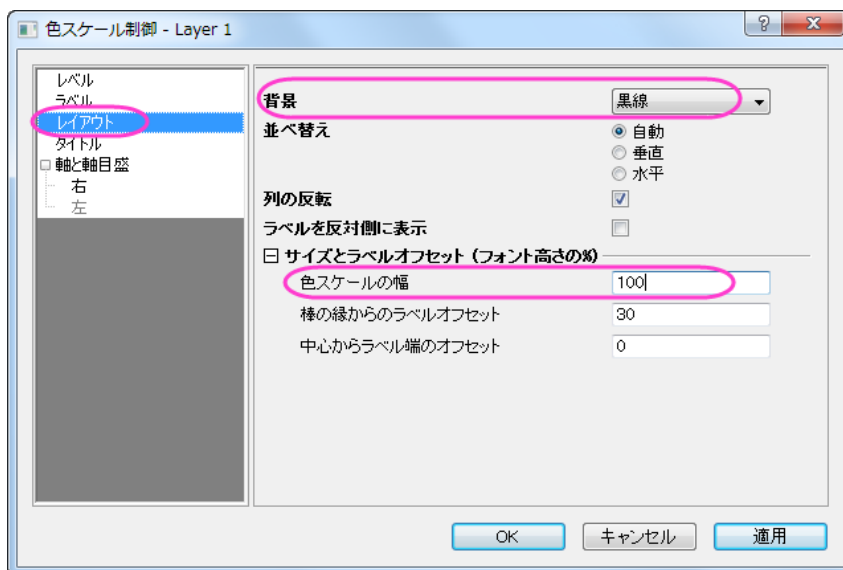 色スケール制御 - Layer 1
?
レベル
ラベル
レイアウト
タイトル
軸と軸目盛
右
左
背景 黒線
並べ替え 自動
垂直
水平
列の反転
ラベルを反対側に表示
サイズとラベルオフセット (フォント高さの%)
色スケールの幅 100
棒の縁からのラベルオフセット 30
中心からラベル端のオフセット 0
OK キャンセル 適用